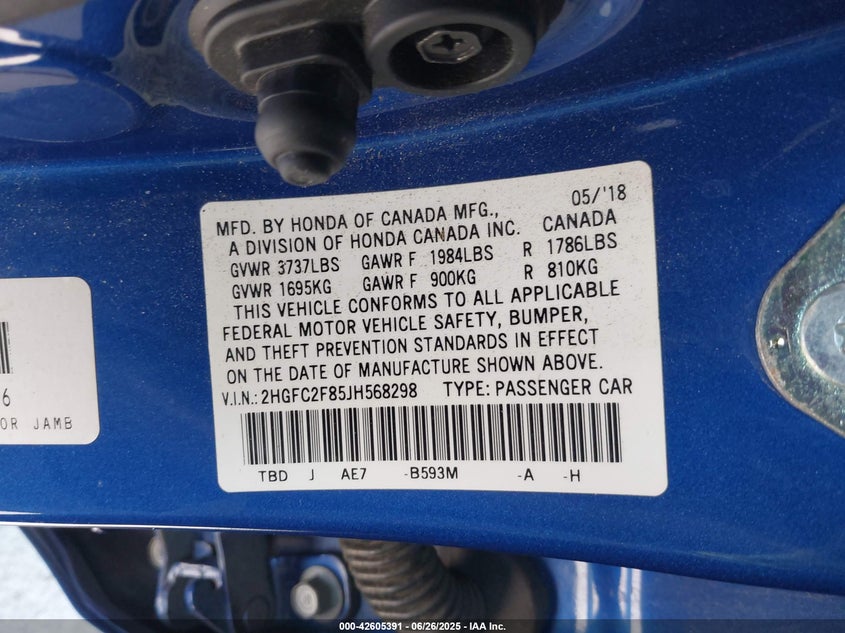 05/'18
MFD. BY HONDA OF CANADA MFG.,
A DIVISION OF HONDA CANADA INC. CANADA
GVWR 3737LBS GAWR F 1984LBS R 1786LBS
GVWR 1695KG GAWR F 900KG R 810KG
THIS VEHICLE CONFORMS TO ALL APPLICABLE
FEDERAL MOTOR VEHICLE SAFETY, BUMPER,
AND THEFT PREVENTION STANDARDS IN EFFECT
ON THE DATE OF MANUFACTURE SHOWN ABOVE.
V.I.N.: 2HGFC2F85JH568298 TYPE: PASSENGER CAR
TBD J AE7 -B593M -A -H
6
OR JAMB
000-42605391 - 06/26/2025 - IAA Inc.